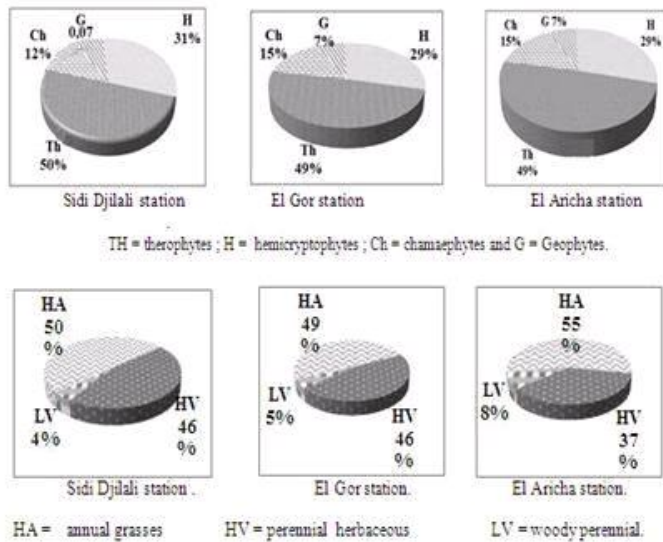 Ch
12%
G
0,07
H
31%
Th
50%
Ch
15%
G
7%
H
29%
Th
49%
Ch
15%
G 7%
H
29%
Th
49%
Sidi Djilali station
El Gor station
El Aricha station
TH = therophytes ; H = hemicryptophytes ; Ch = chamaephytes and G = Geophytes.
HA
50
%
LV
4%
HV
46
%
HA
49
%
LV
5%
HV
46
%
HA
55
%
LV
8%
HV
37
%
Sidi Djilali station .
El Gor station.
El Aricha station.
HA = annual grasses
HV = perennial herbaceous
LV = woody perennial.